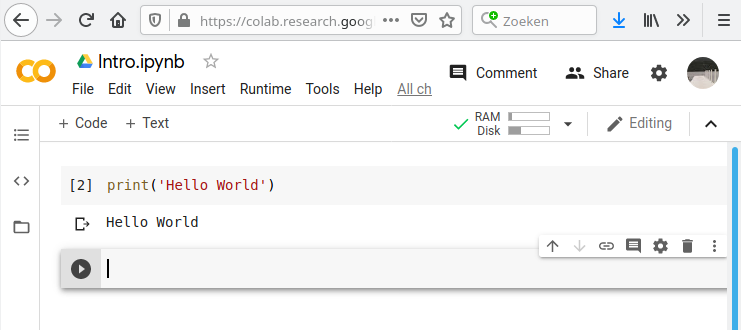 https://colab.research.goog
Zoeken
Intro.ipynb
File Edit View Insert Runtime Tools Help All ch
Comment Share
+ Code + Text
RAM
Disk
Editing
[2] print('Hello World')
Hello World